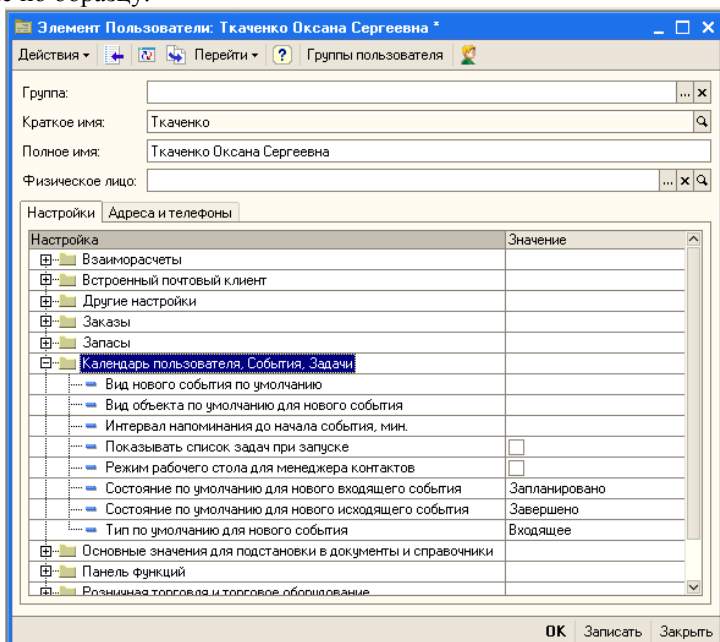 е по образцу.
Элемент Пользователи: Ткаченко Оксана Сергеевна *
Действия Перейти ? Группы пользователя
Группа: ... x
Краткое имя: Ткаченко
Полное имя: Ткаченко Оксана Сергеевна
Физическое лицо: ... x
Настройки Адреса и телефоны
Настройка Значение
Взаиморасчеты
Встроенный почтовый клиент
Другие настройки
Заказы
Запасы
Календарь пользователя, События, Задачи
Вид нового события по умолчанию
Вид объекта по умолчанию для нового события
Интервал напоминания до начала события, мин.
Показывать список задач при запуске
Режим рабочего стола для менеджера контактов
Состояние по умолчанию для нового входящего события Запланировано
Состояние по умолчанию для нового исходящего события Завершено
Тип по умолчанию для нового события Входящее
Основные значения для подстановки в документы и справочники
Панель функций
Розничная торговля и торговое оборудование
OK Записать Закрыть